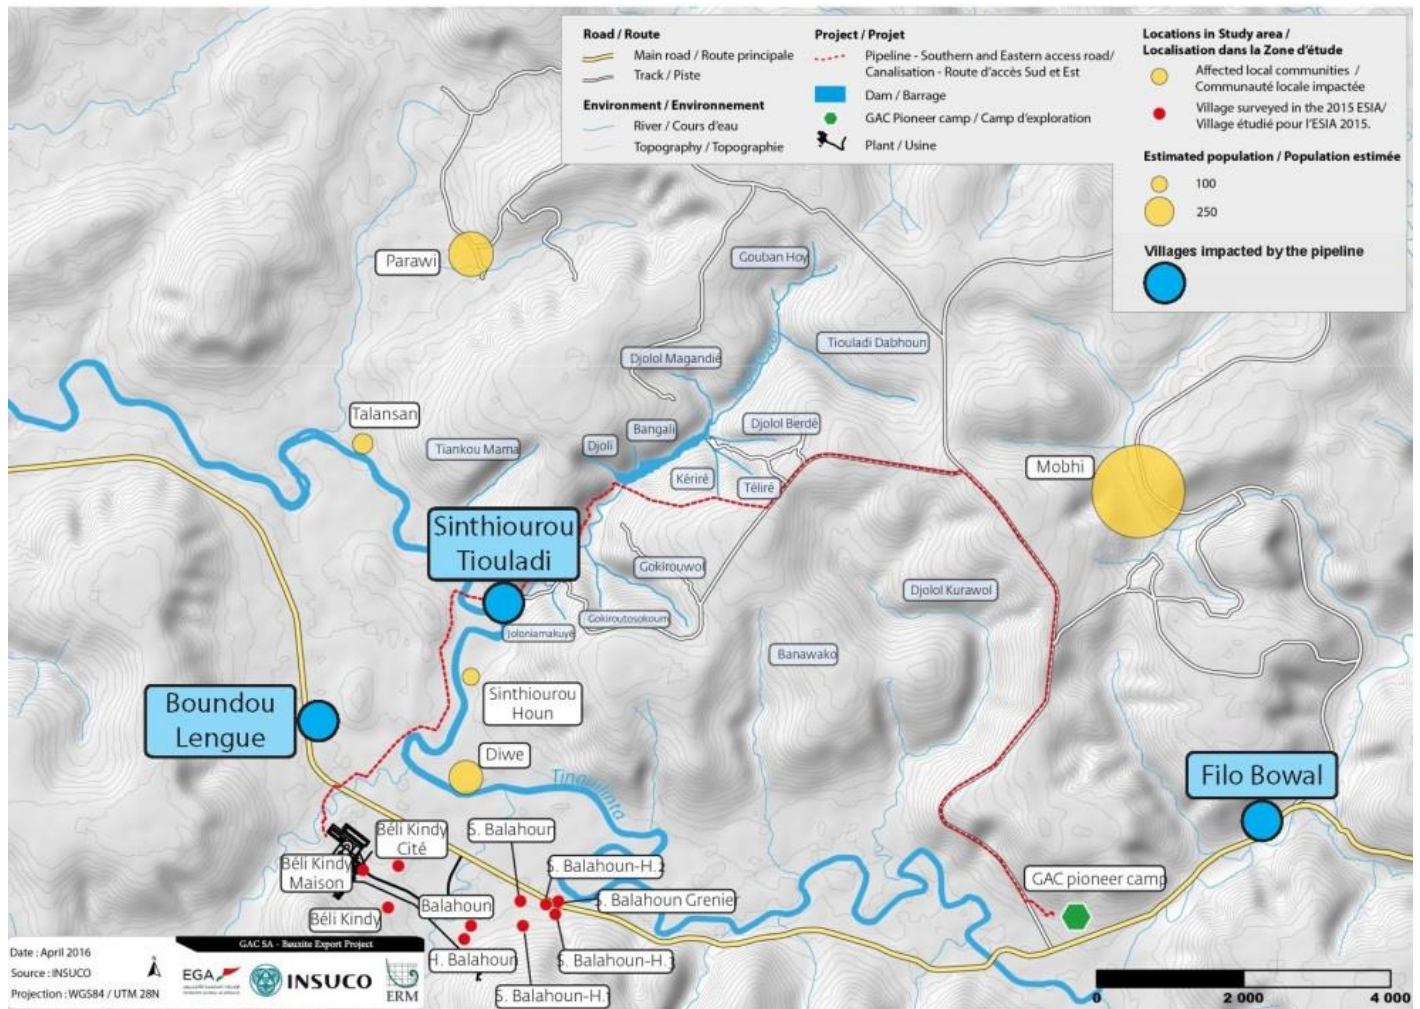 Road / Route
Main road / Route principale
Track / Piste
Environment / Environnement
River / Cours d'eau
Topography / Topographie
Project / Projet
Pipeline - Southern and Eastern access road/
Canalisation - Route d'accès Sud et Est
Dam / Barrage
GAC Pioneer camp / Camp d'exploration
Plant / Usine
Locations in Study area /
Localisation dans la Zone d'étude
Affected local communities /
Communauté locale impactée
Village surveyed in the 2015 ESIA/
Village étudié pour l'ESIA 2015.
Estimated population / Population estimée
100
250
Villages impacted by the pipeline
Parawi
Gouban Hoy
Tiouladi Dabhoun
Djolol Magandié
Talansan
Tiankou Mama
Djoli
Bangali
Djolol Berdè
Kériré
Téliré
Mobhi
Sinthiourou
Tiouladi
Gokirouwol
Djolol Kurawol
Gokiroutosokoum
Joloniamakuyé
Banawako
Sinthiourou
Houn
Boundou
Lengue
Diwe
Tinguilinta
Filo Bowal
Béli Kindy
Cité
S. Balahoun
Béli Kindy
Maison
S. Balahoun-H.2
GAC pioneer camp
Balahoun
S. Balahoun Grenier
Béli Kindy
H. Balahoun
S. Balahoun-H.3
S. Balahoun-H.
Date : April 2016
Source : INSUCO
Projection : WGS84 / UTM 28N
GAC SA - Bauxite Export Project
EGA
INSUCO
ERM
0
2 000
4 000